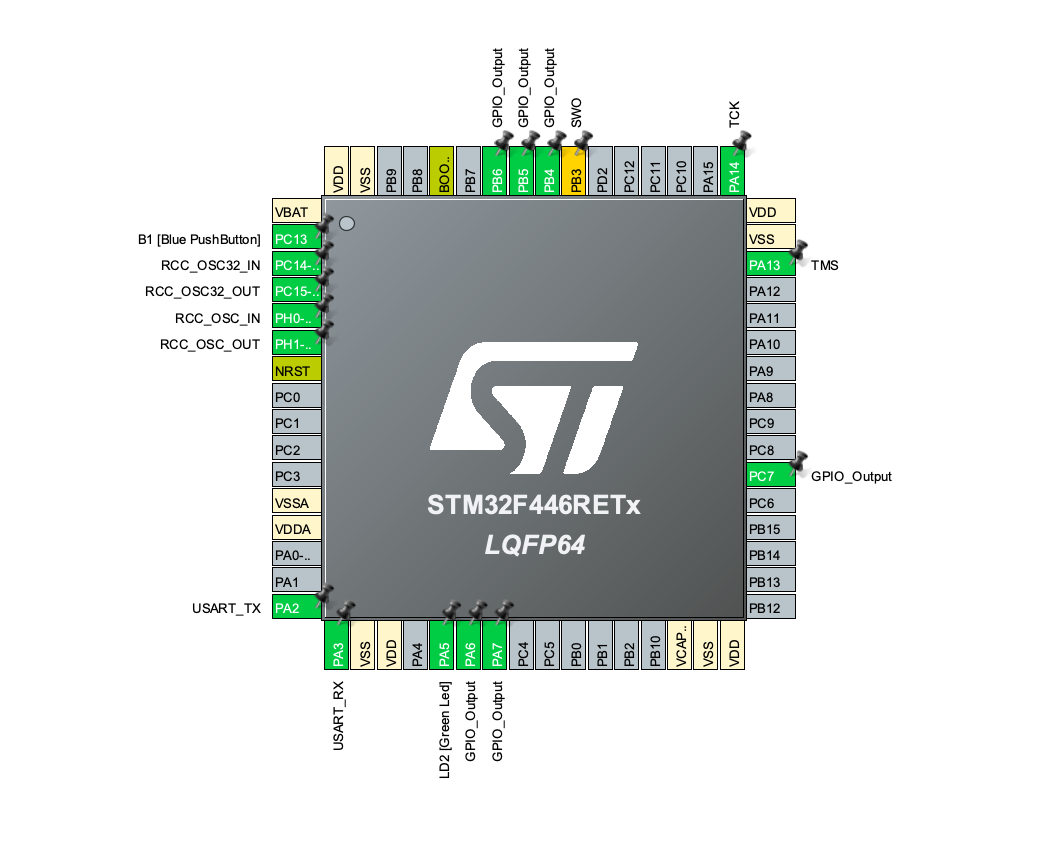 GPIO_Output
GPIO_Output
GPIO_Output
SWO
TCK
VDD
VSS
PB9
PB8
BOO..
PB7
PB6
PB5
PB4
PB3
PD2
PC12
PC11
PC10
PA15
PA14
VBAT
VDD
B1 [Blue PushButton] PC13
VSS
RCC_OSC32_IN PC14-..
PA13 TMS
RCC_OSC32_OUT PC15-..
PA12
RCC_OSC_IN PH0-..
PA11
RCC_OSC_OUT PH1-..
PA10
NRST
PA9
PC0
PA8
PC1
PC9
PC2
PC8
PC3
PC7 GPIO_Output
VSSA
PC6
VDDA
PB15
PA0-..
PB14
PA1
PB13
USART_TX PA2
PB12
ST
STM32F446RETx
LQFP64
PA3
VSS
VDD
PA4
PA5
PA6
PA7
PC4
PC5
PB0
PB1
PB2
PB10
VCAP..
VSS
VDD
USART_RX
LD2 [Green Led]
GPIO_Output
GPIO_Output